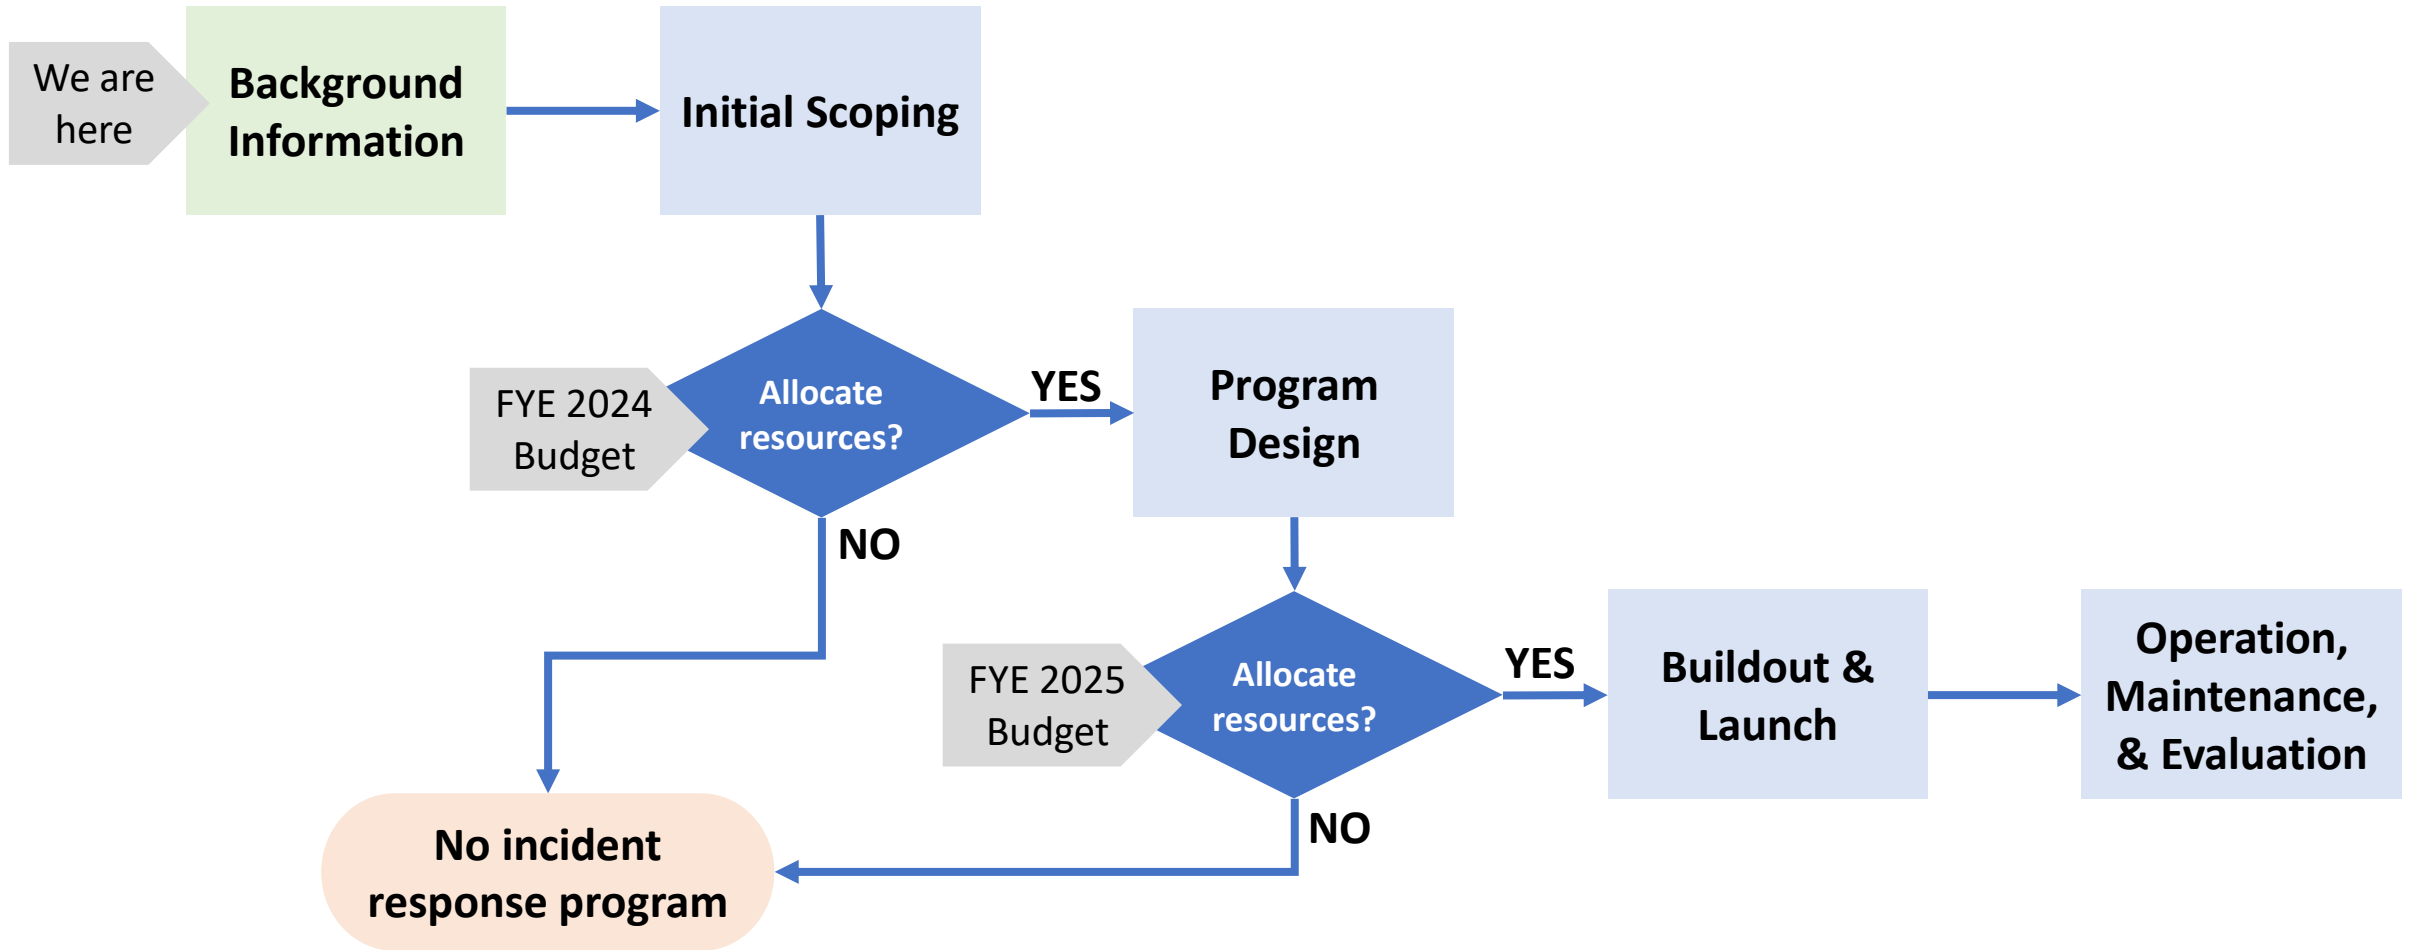 We are
here
Background
Information
Initial Scoping
FYE 2024
Budget
Allocate
resources?
YES
Program
Design
NO
FYE 2025
Budget
Allocate
resources?
YES
Buildout &
Launch
Operation,
Maintenance,
& Evaluation
NO
No incident
response program